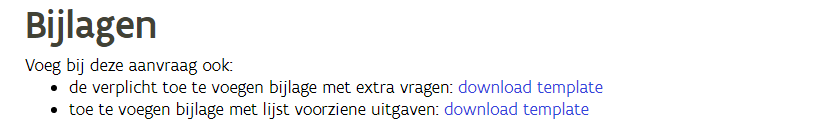 Bijlagen
Voeg bij deze aanvraag ook:
• de verplicht toe te voegen bijlage met extra vragen: download template
• toe te voegen bijlage met lijst voorziene uitgaven: download template